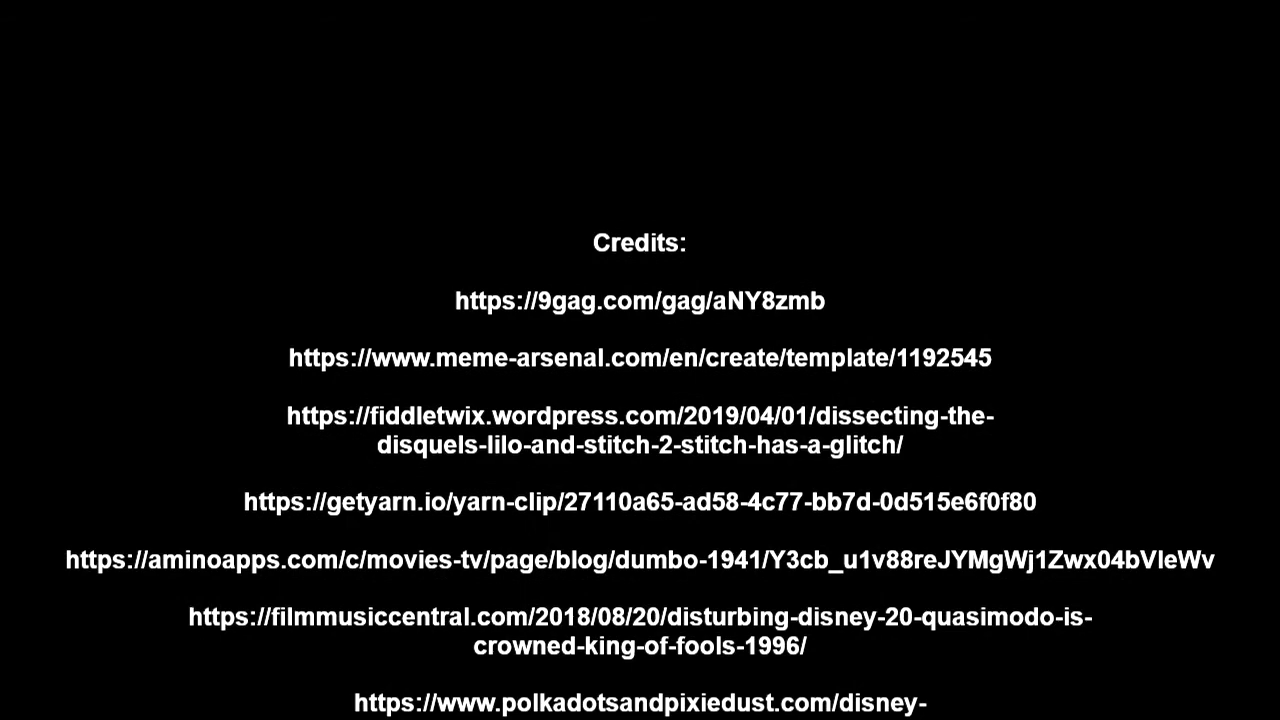 Credits:
https://9gag.com/gag/aNY8zmb
https://www.meme-arsenal.com/en/create/template/1192545
https://fiddletwix.wordpress.com/2019/04/01/dissecting-the-
disquels-lilo-and-stitch-2-stitch-has-a-glitch/
https://getyarn.io/yarn-clip/27110a65-ad58-4c77-bb7d-0d515e6f0f80
https://aminoapps.com/c/movies-tv/page/blog/dumbo-1941/Y3cb_u1v88reJYMgWj1Zwx04bVleWv
https://filmmusiccentral.com/2018/08/20/disturbing-disney-20-quasimodo-is-
crowned-king-of-fools-1996/
https://www.polkadotsandpixiedust.com/disney-